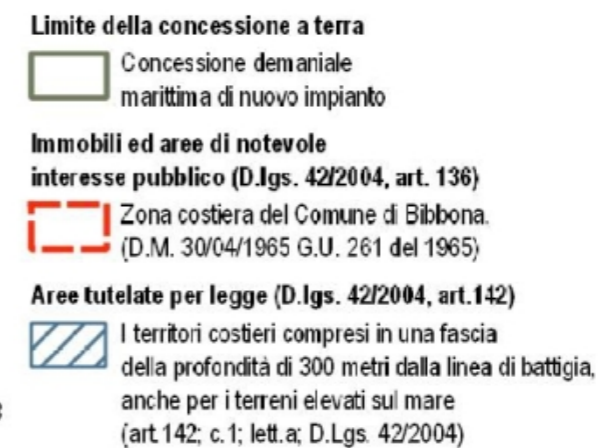 Limite della concessione a terra
Concessione demaniale
marittima di nuovo impianto
Immobili ed aree di notevole
interesse pubblico (D.lgs. 42/2004, art. 136)
Zona costiera del Comune di Bibbona.
(D.M. 30/04/1965 G.U. 261 del 1965)
Aree tutelate per legge (D.lgs. 42/2004, art.142)
I territori costieri compresi in una fascia
della profondità di 300 metri dalla linea di battigia,
anche per i terreni elevati sul mare
(art.142; c.1; lett.a; D.Lgs. 42/2004)